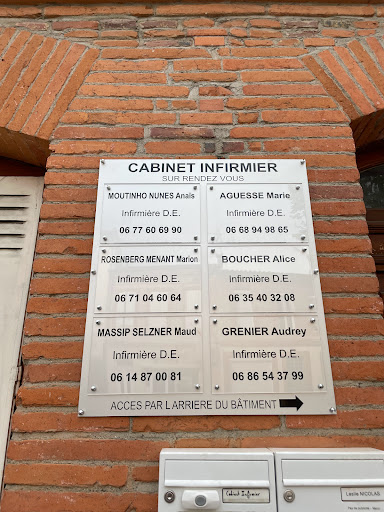 CABINET INFIRMIER
SUR RENDEZ VOUS
MOUTINHO NUNES Anaïs
Infirmière D.E.
06 77 60 69 90
AGUESSE Marie
Infirmière D.E.
06 68 94 98 65
ROSENBERG MENANT Marion
Infirmière D.E.
06 71 04 60 64
BOUCHER Alice
Infirmière D.E.
06 35 40 32 08
MASSIP SELZNER Maud
Infirmière D.E.
06 14 87 00 81
GRENIER Audrey
Infirmière D.E.
06 86 54 37 99
ACCES PAR L ARRIERE DU BÂTIMENT
Cabinet Infirmier
Leslie NICOLAS